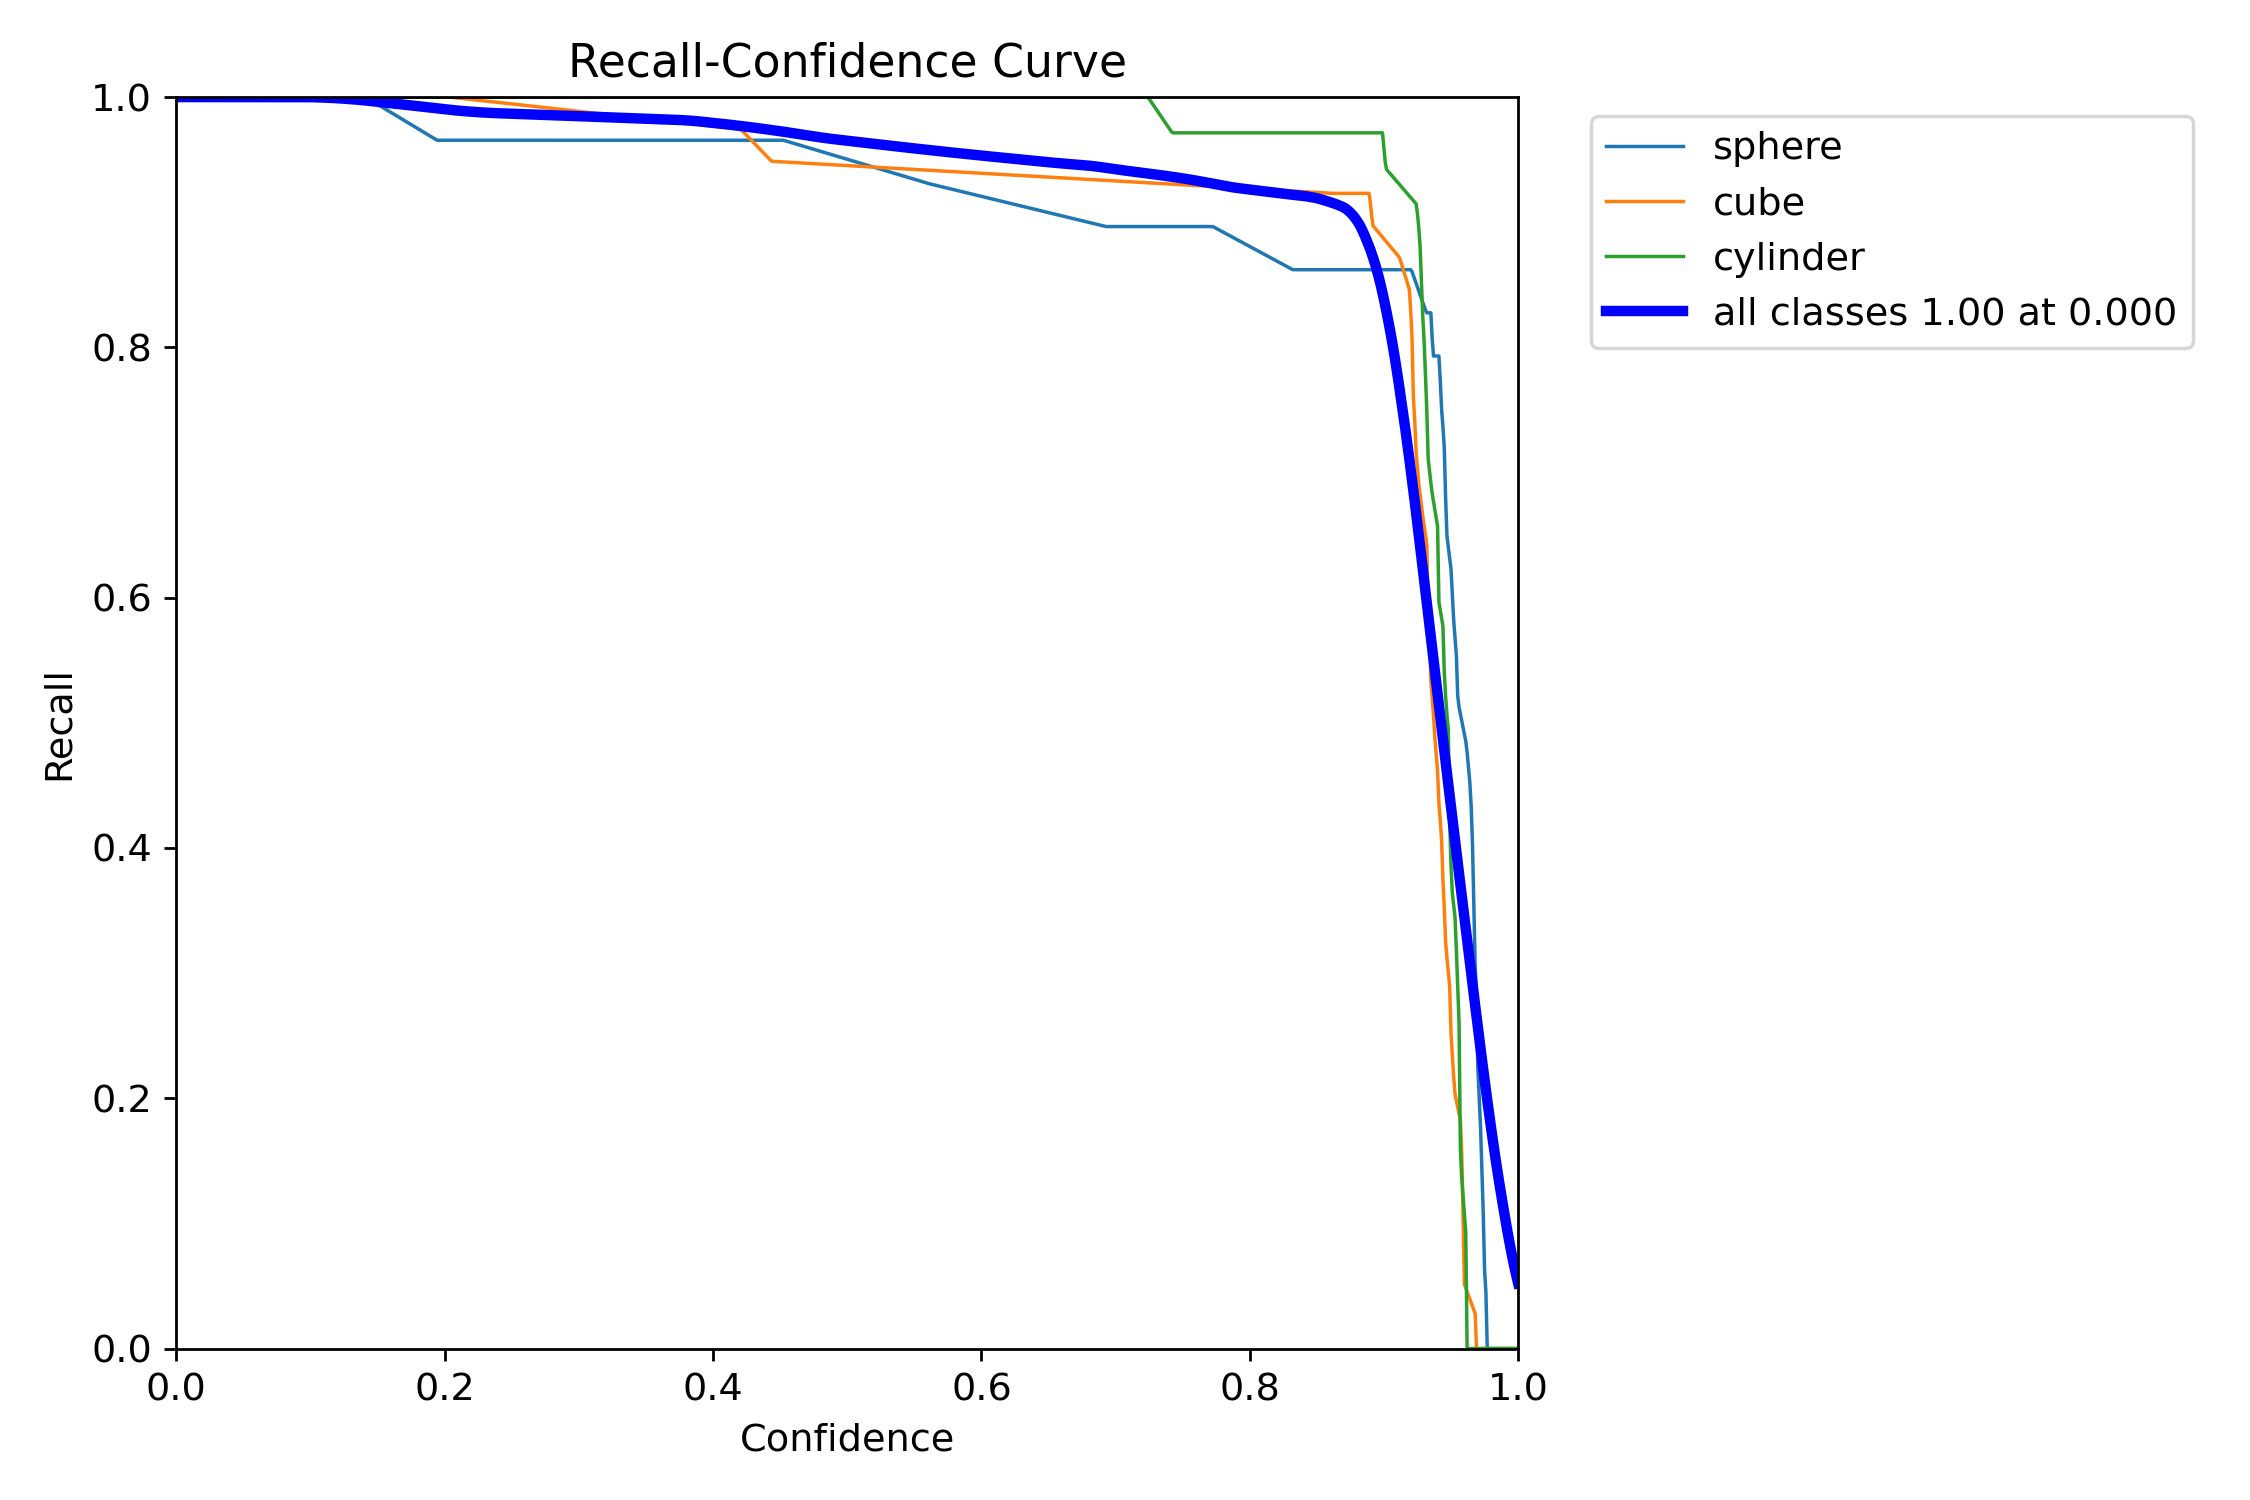 Recall-Confidence Curve
1.0
0.8
0.6
0.4
0.2
0.0
Recall
0.0 0.2 0.4 0.6 0.8 1.0
Confidence
sphere
cube
cylinder
all classes 1.00 at 0.000